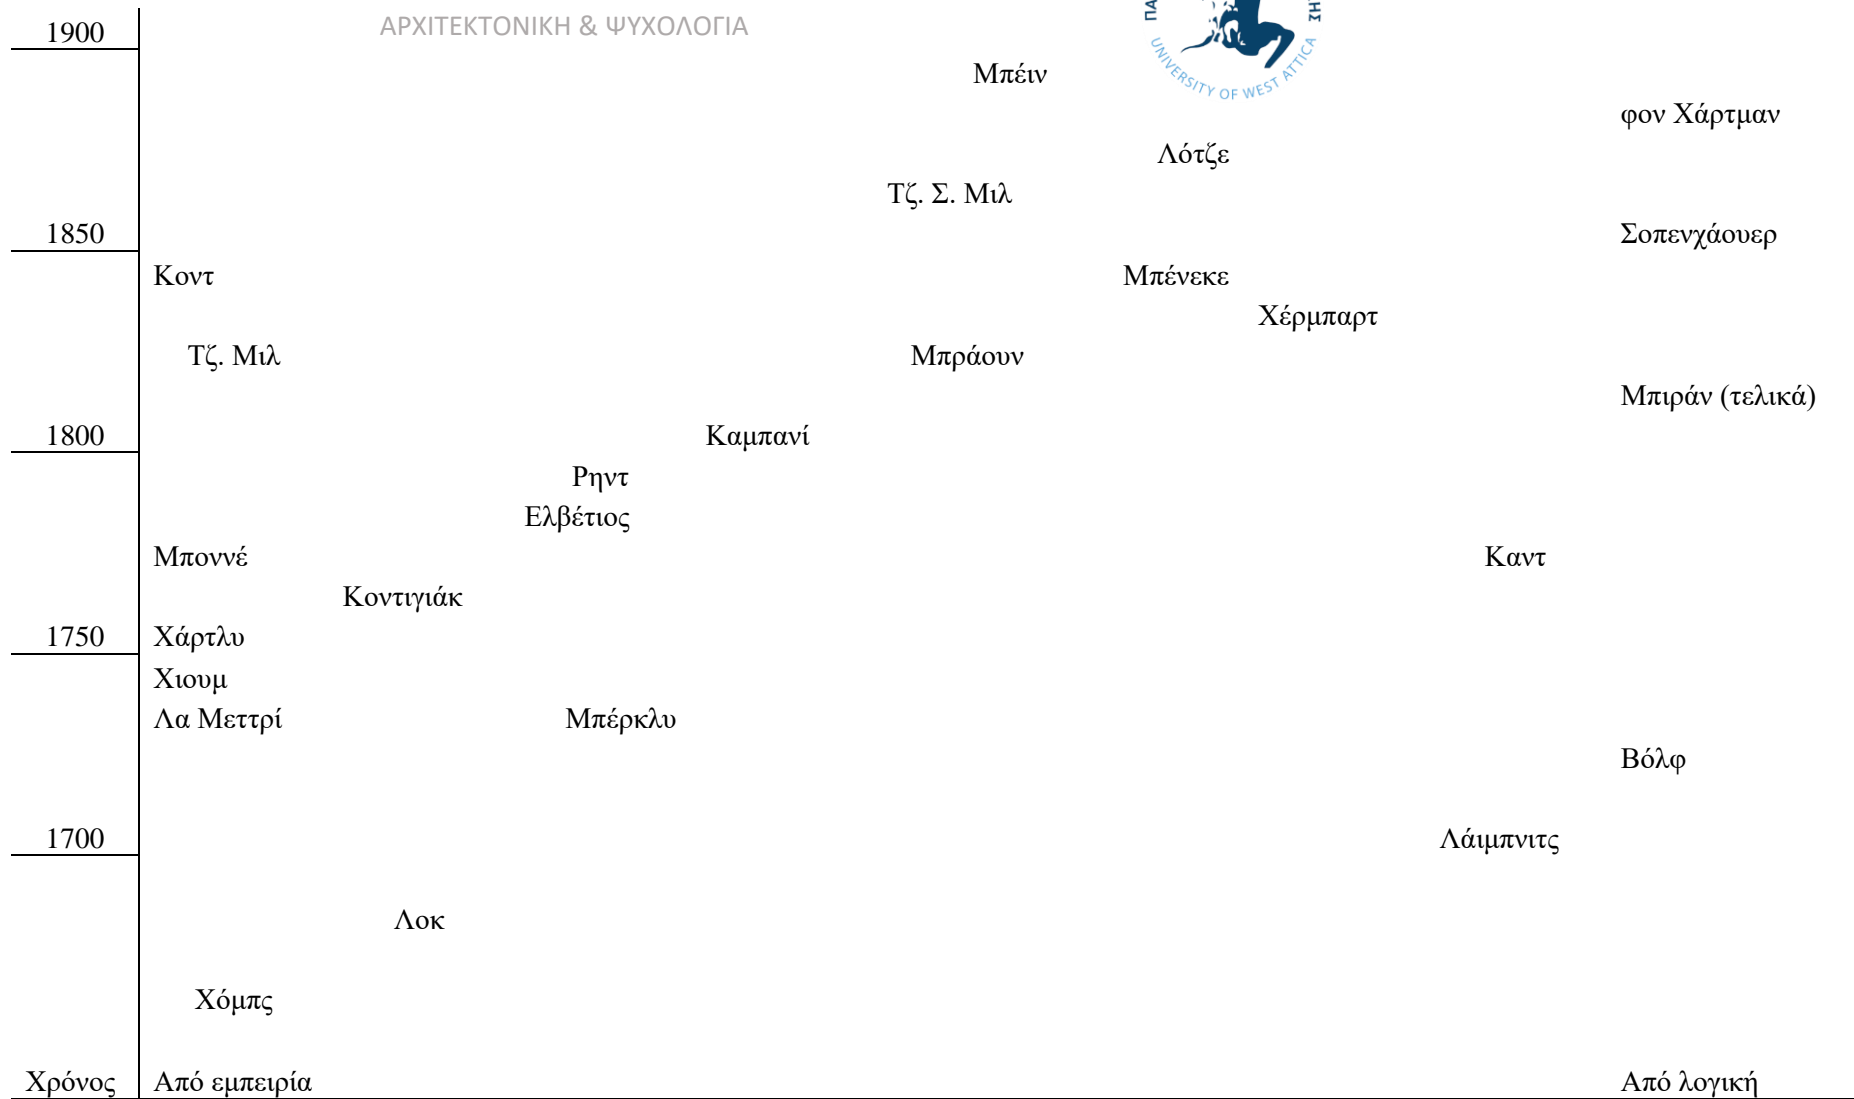 1900 ΑΡΧΙΤΕΚΤΟΝΙΚΗ & ΨΥΧΟΛΟΓΙΑ
UNIVERSITY OF WEST ATTICA
Μπέιν
φον Χάρτμαν
Λότζε
Τζ. Σ. Μιλ
1850 Σοπενχάουερ
Κοντ Μπένεκε
Χέρμπαρτ
Τζ. Μιλ Μπράουν
Μπιράν (τελικά)
1800 Καμπανί
Ρηντ
Ελβέτιος
Μποννέ Καντ
Κοντιγιάκ
1750 Χάρτλυ
Χιουμ
Λα Μεττρί Μπέρκλυ
Βόλφ
1700 Λάιμπνιτς
Λοκ
Χόμπς
Χρόνος Από εμπειρία Από λογική